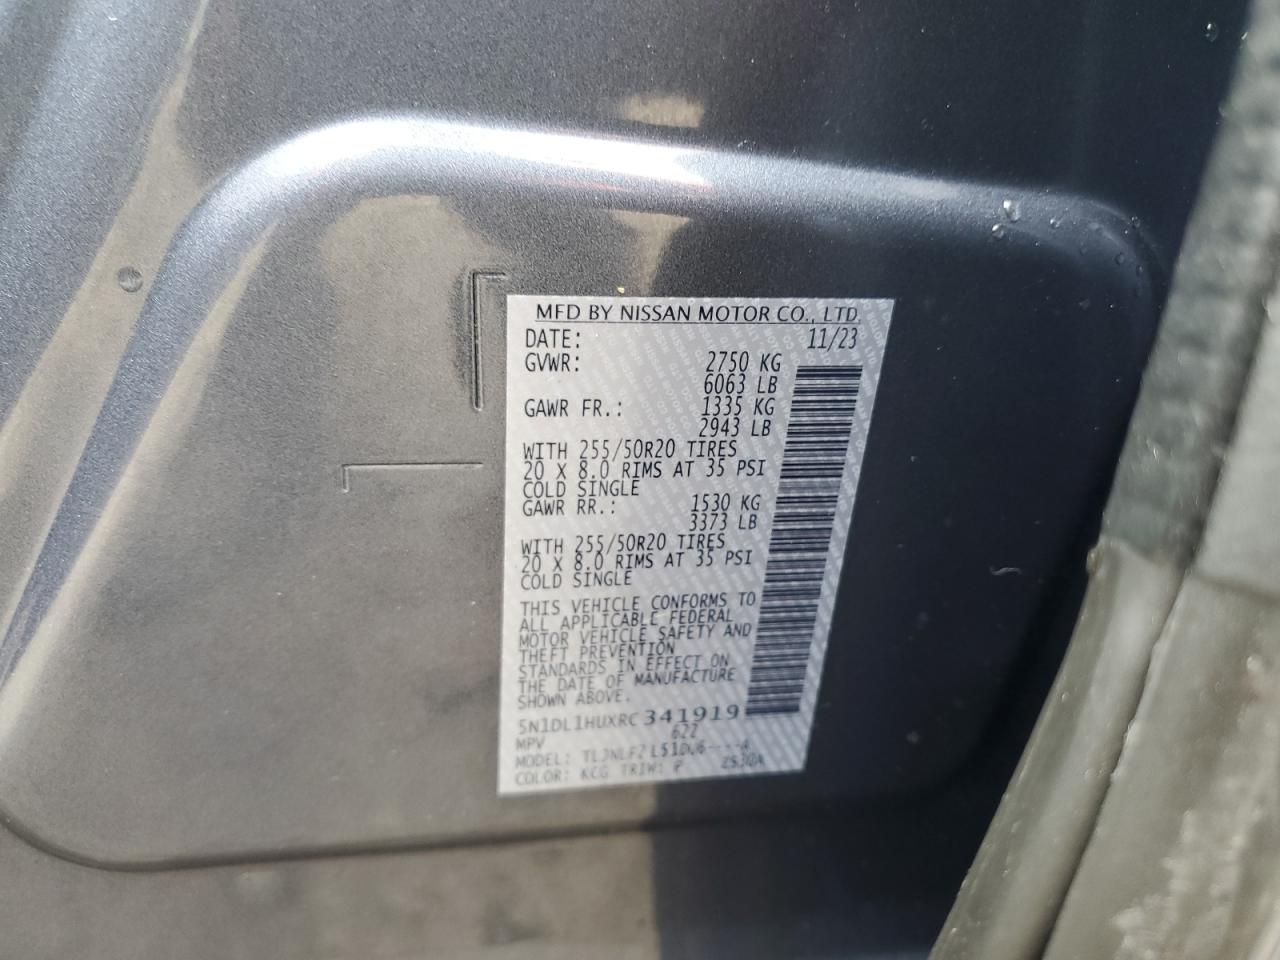 MFD BY NISSAN MOTOR CO., LTD.
DATE: 11/23
GVWR: 2750 KG
6063 LB
GAWR FR.: 1335 KG
2943 LB
WITH 255/50R20 TIRES
20 X 8.0 RIMS AT 35 PSI
COLD SINGLE
GAWR RR.: 1530 KG
3373 LB
WITH 255/50R20 TIRES
20 X 8.0 RIMS AT 35 PSI
COLD SINGLE
THIS VEHICLE CONFORMS TO
ALL APPLICABLE FEDERAL
MOTOR VEHICLE SAFETY AND
THEFT PREVENTION
STANDARDS IN EFFECT ON
THE DATE OF MANUFACTURE
SHOWN ABOVE.
5N1DL1HUXRC341919
MPV 622
MODEL:
COLOR: KCG TRIM: P